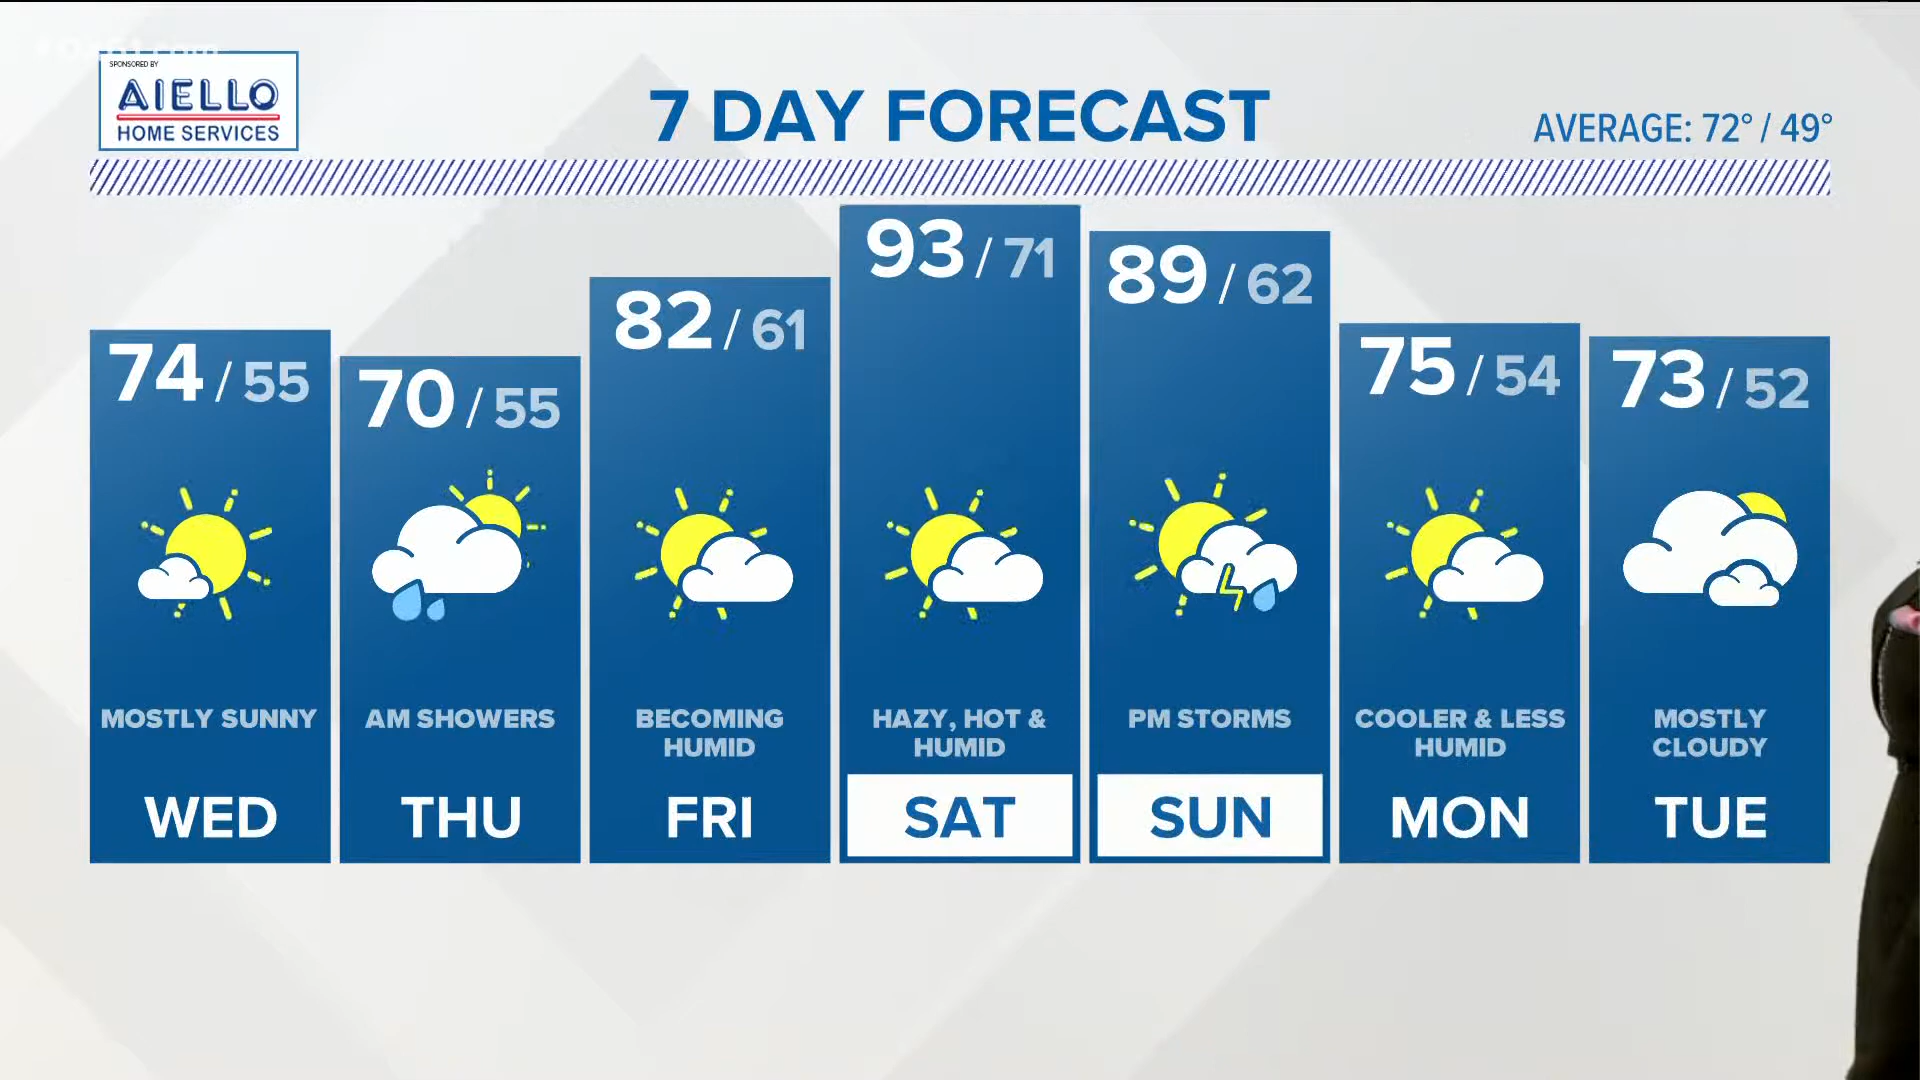 SPONSORED BY
AIELLO
HOME SERVICES
7 DAY FORECAST
AVERAGE: 72° / 49°
74 / 55
MOSTLY SUNNY
WED
70 / 55
AM SHOWERS
THU
82 / 61
BECOMING
HUMID
FRI
93 / 71
HAZY, HOT &
HUMID
SAT
89 / 62
PM STORMS
SUN
75 / 54
COOLER & LESS
HUMID
MON
73 / 52
MOSTLY
CLOUDY
TUE